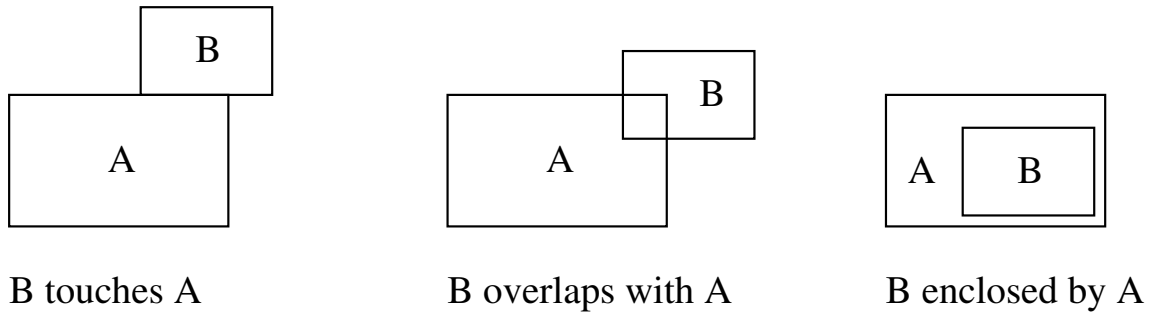 B
A
B touches A
B
A
B overlaps with A
A B
B enclosed by A